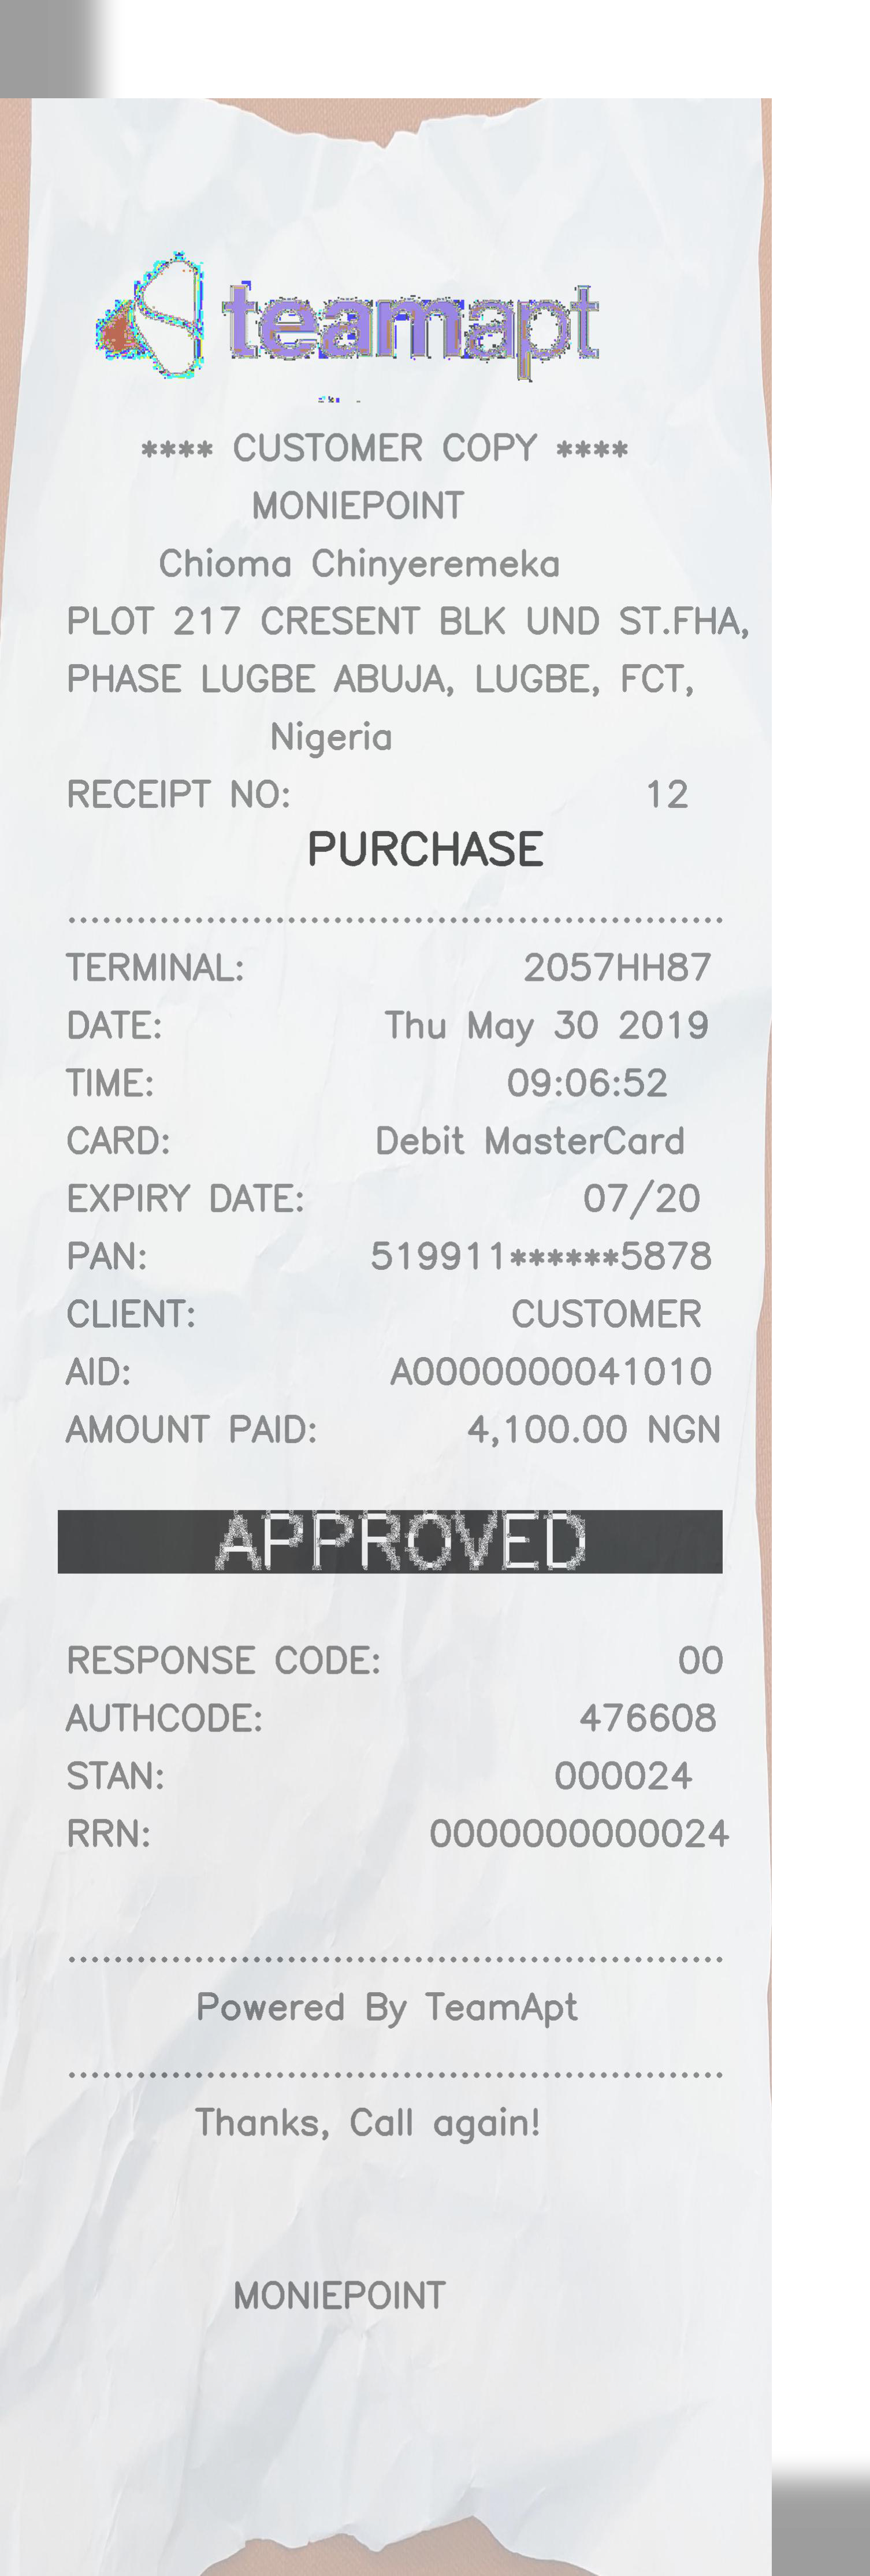 teamapt
**** CUSTOMER COPY ****
MONIEPOINT
Chioma Chinyeremeka
PLOT 217 CRESENT BLK UND ST.FHA,
PHASE LUGBE ABUJA, LUGBE, FCT,
Nigeria
RECEIPT NO: 12
PURCHASE
TERMINAL: 2057HH87
DATE: Thu May 30 2019
TIME: 09:06:52
CARD: Debit MasterCard
EXPIRY DATE: 07/20
PAN: 519911******5878
CLIENT: CUSTOMER
AID: A0000000041010
AMOUNT PAID: 4,100.00 NGN
APPROVED
RESPONSE CODE: 00
AUTHCODE: 476608
STAN: 000024
RRN: 0000000000024
Powered By TeamApt
Thanks, Call again!
MONIEPOINT